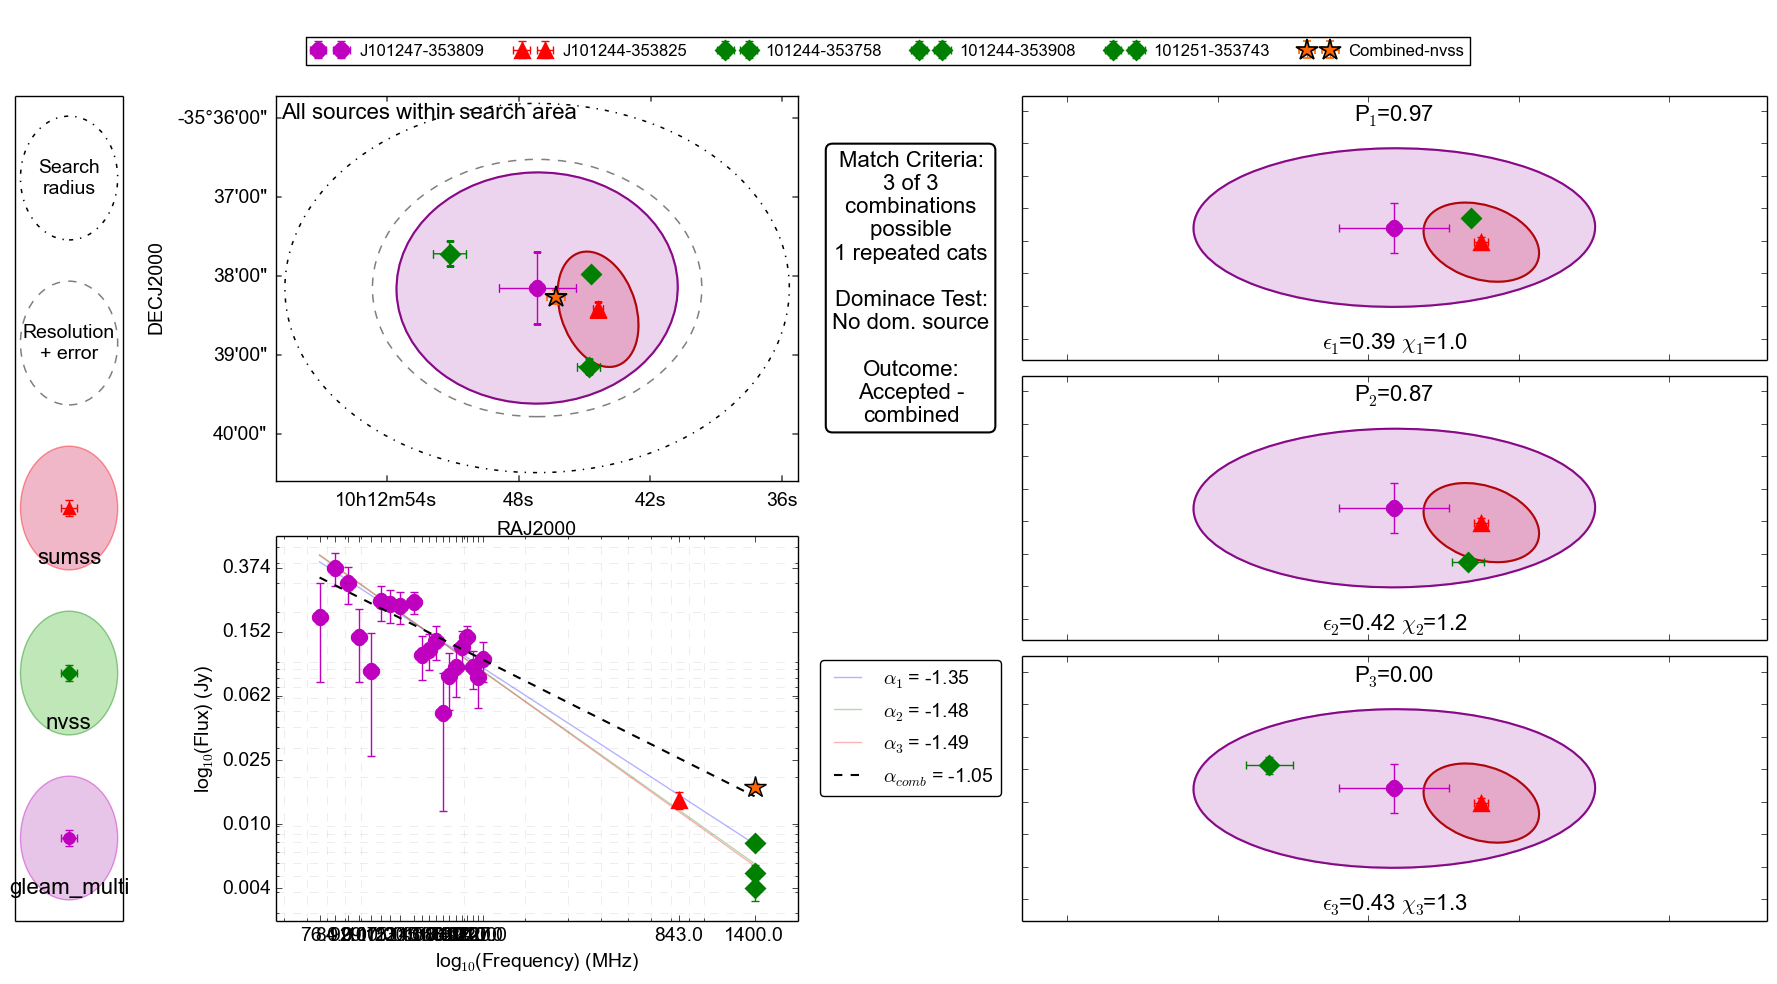 J101247-353809 J101244-353825 101244-353758 101244-353908 101251-353743 Combined-nvss
Search
radius
Resolution
+ error
sumss
nvss
gleam_multi
All sources within search area
-35°36'00"
37'00"
38'00"
39'00"
40'00"
DECJ2000
10h12m54s 48s 42s 36s
RAJ2000
Match Criteria:
3 of 3
combinations
possible
1 repeated cats
Dominace Test:
No dom. source
Outcome:
Accepted -
combined
P1=0.97
ϵ1=0.39 χ1=1.0
P2=0.87
ϵ2=0.42 χ2=1.2
P3=0.00
ϵ3=0.43 χ3=1.3
0.374
0.152
0.062
0.025
0.010
0.004
log10(Flux) (Jy)
843.0 1400.0
log10(Frequency) (MHz)
α1 = -1.35
α2 = -1.48
α3 = -1.49
αcomb = -1.05